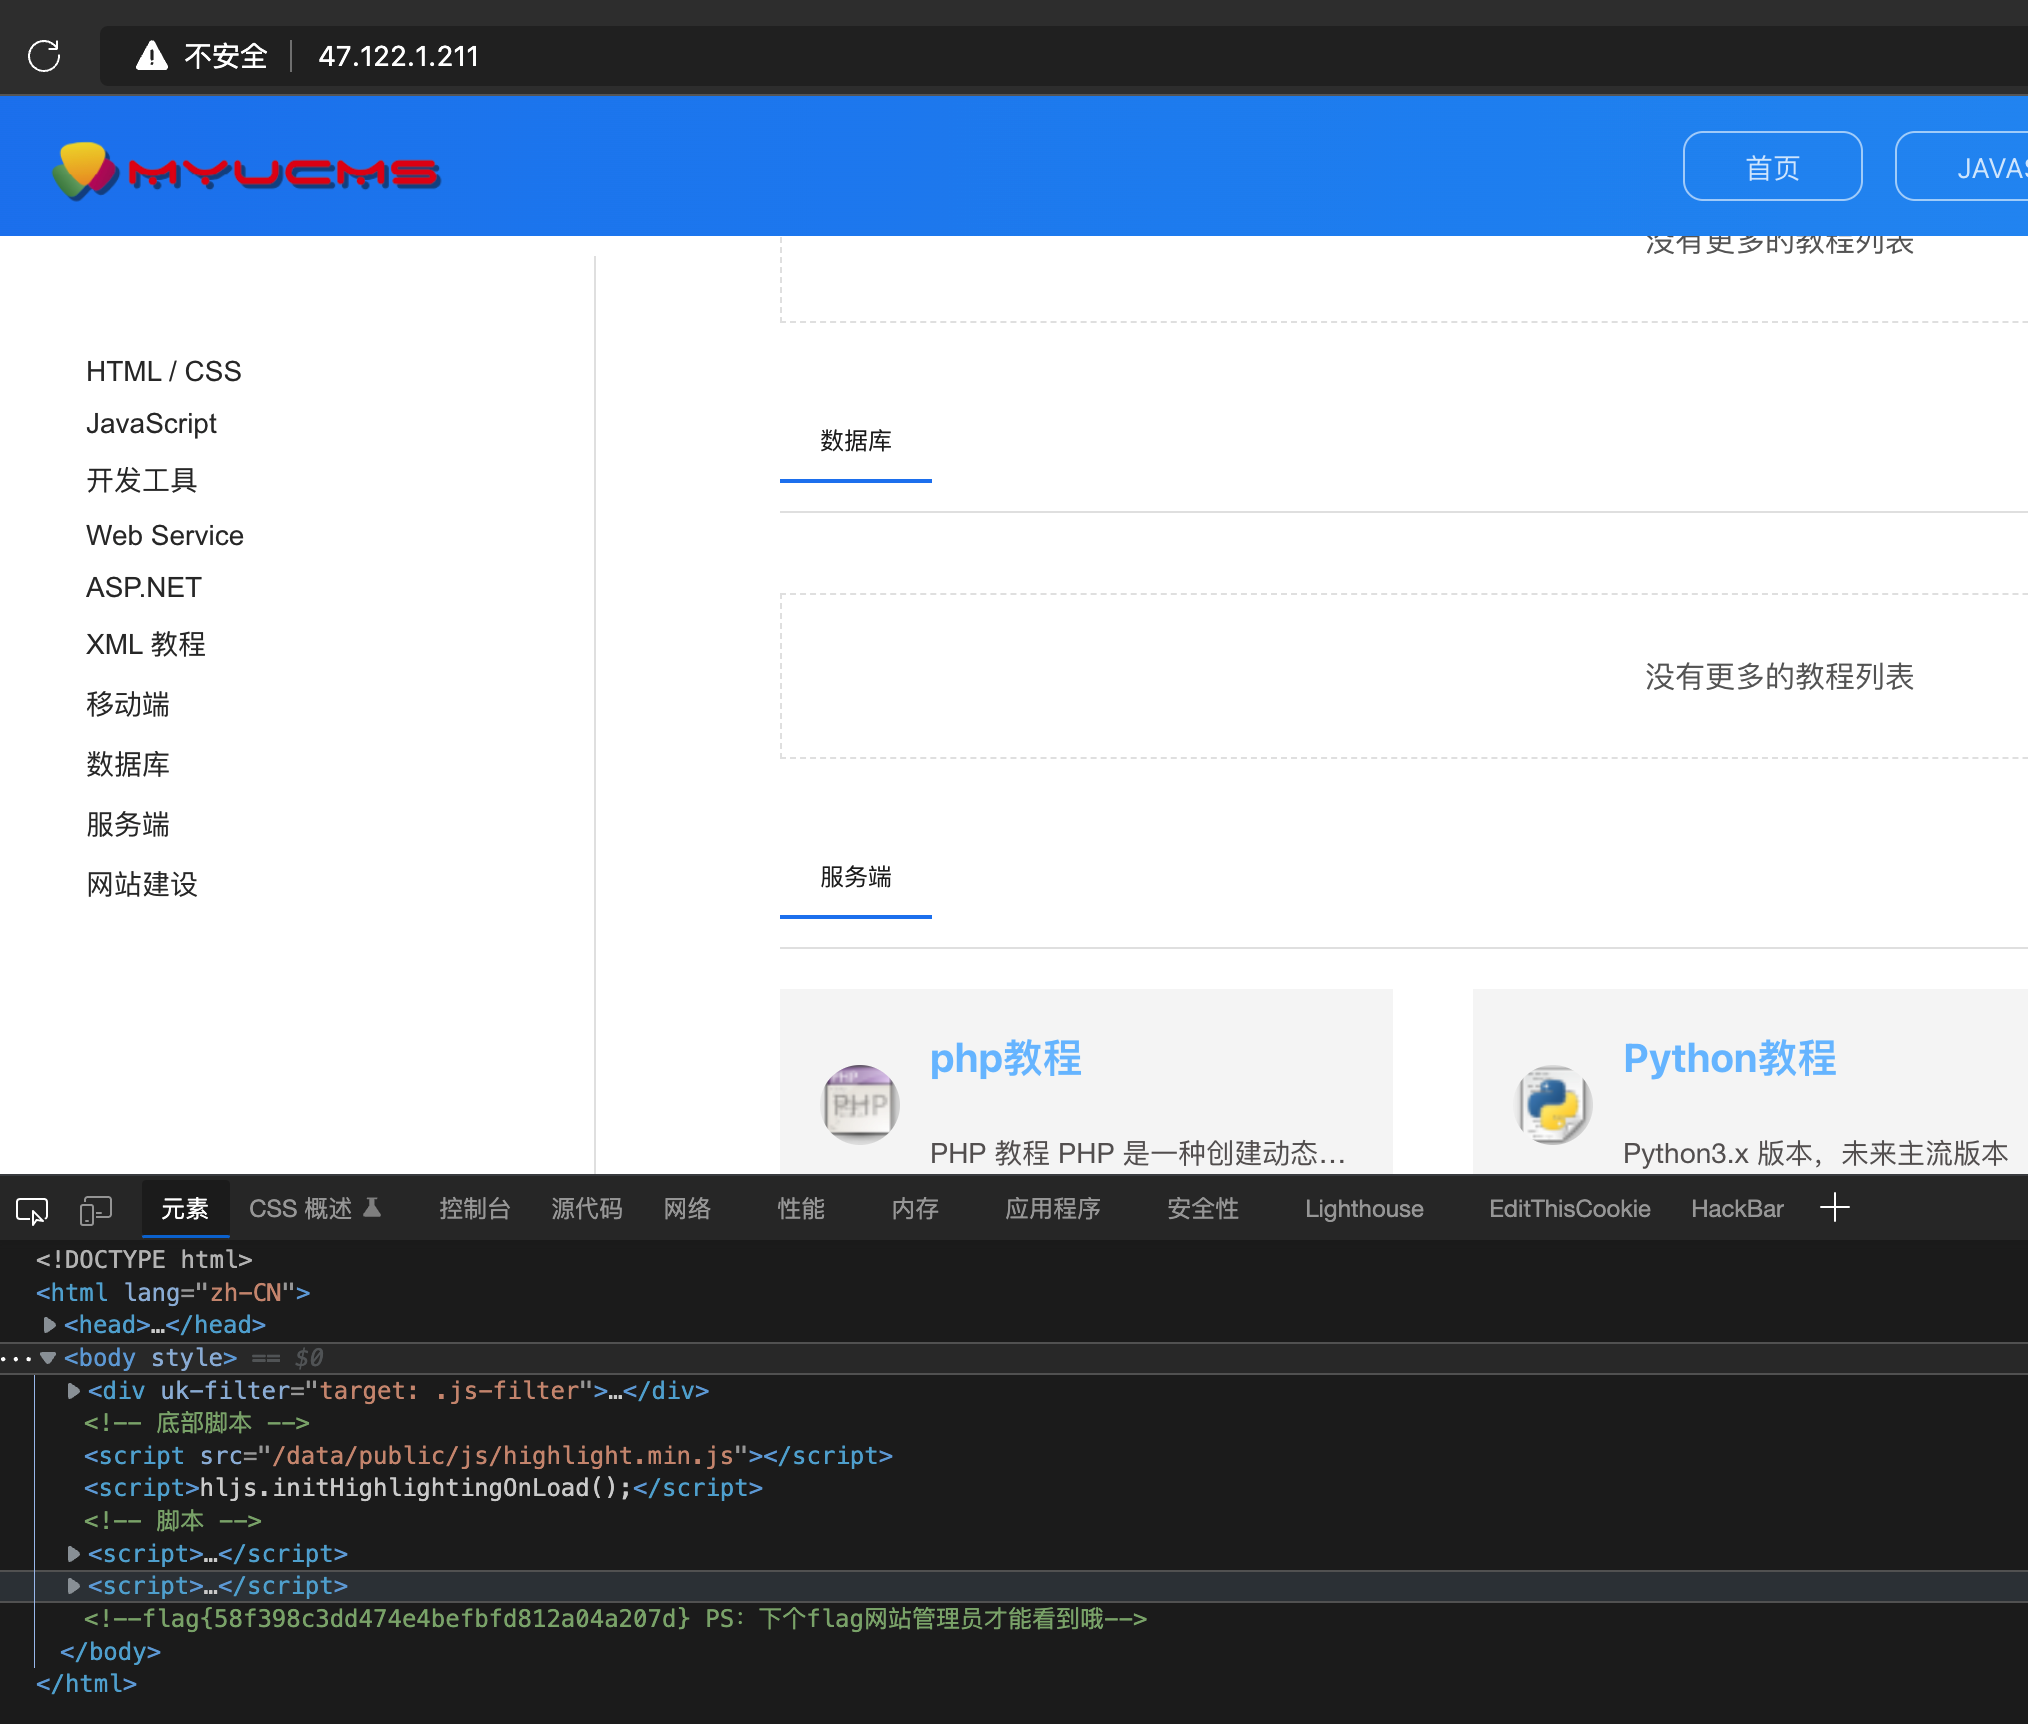 不安全 47.122.1.211
MYUCMS
首页
JAVAS
没有更多的教程列表
HTML / CSS
JavaScript
开发工具
Web Service
ASP.NET
XML 教程
移动端
数据库
服务端
网站建设
数据库
没有更多的教程列表
服务端
PHP
php教程
PHP 教程 PHP 是一种创建动态…
Python教程
Python3.x 版本，未来主流版本
元素 CSS 概述 控制台 源代码 网络 性能 内存 应用程序 安全性 Lighthouse EditThisCookie HackBar
<!DOCTYPE html>
<html lang="zh-CN">
<head>…</head>
<body style> == $0
<div uk-filter="target: .js-filter">…</div>
<!-- 底部脚本 -->
<script src="/data/public/js/highlight.min.js"></script>
<script>hljs.initHighlightingOnLoad();</script>
<!-- 脚本 -->
<script>…</script>
<script>…</script>
<!--flag{58f398c3dd474e4befbfd812a04a207d} PS: 下个flag网站管理员才能看到哦-->
</body>
</html>